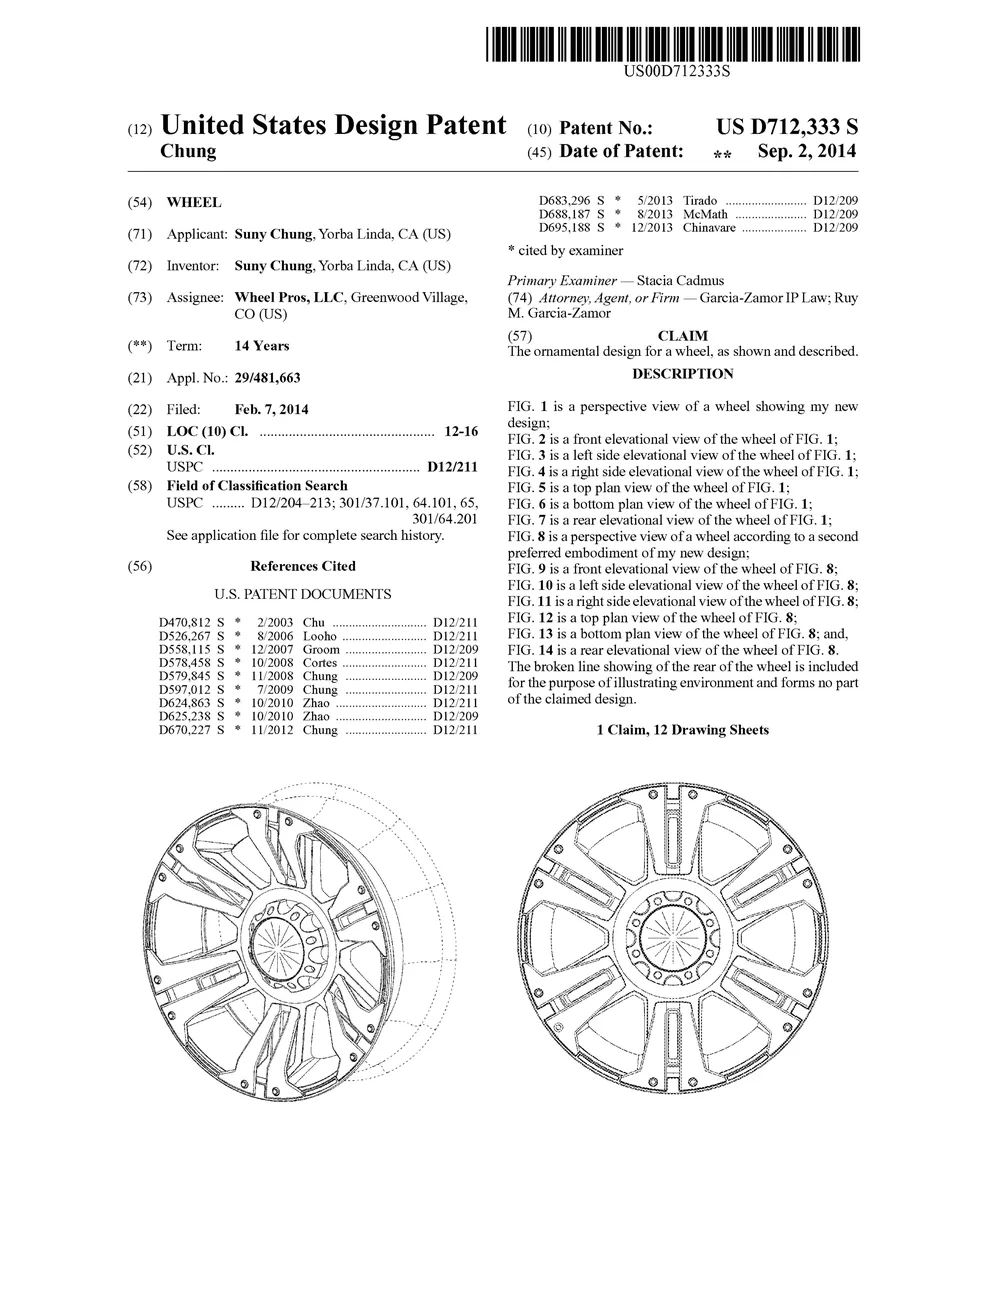 US00D712333S
(12) United States Design Patent
Chung
(10) Patent No.: US D712,333 S
(45) Date of Patent: ** Sep. 2, 2014
(54) WHEEL
(71) Applicant: Suny Chung, Yorba Linda, CA (US)
(72) Inventor: Suny Chung, Yorba Linda, CA (US)
(73) Assignee: Wheel Pros, LLC, Greenwood Village,
CO (US)
(**) Term: 14 Years
(21) Appl. No.: 29/481,663
(22) Filed: Feb. 7, 2014
(51) LOC (10) Cl. ................................................ 12-16
(52) U.S. Cl.
USPC ......................................................... D12/211
(58) Field of Classification Search
USPC ......... D12/204–213; 301/37.101, 64.101, 65,
301/64.201
See application file for complete search history.
(56) References Cited
U.S. PATENT DOCUMENTS
D470,812 S * 2/2003 Chu ............................. D12/211
D526,267 S * 8/2006 Looho .......................... D12/211
D558,115 S * 12/2007 Groom ......................... D12/209
D578,458 S * 10/2008 Cortes .......................... D12/211
D579,845 S * 11/2008 Chung ......................... D12/209
D597,012 S * 7/2009 Chung ......................... D12/211
D624,863 S * 10/2010 Zhao ............................ D12/211
D625,238 S * 10/2010 Zhao ............................ D12/209
D670,227 S * 11/2012 Chung ......................... D12/211
D683,296 S * 5/2013 Tirado ......................... D12/209
D688,187 S * 8/2013 McMath ...................... D12/209
D695,188 S * 12/2013 Chinavare .................... D12/209
* cited by examiner
Primary Examiner — Stacia Cadmus
(74) Attorney, Agent, or Firm — Garcia-Zamor IP Law; Ruy
M. Garcia-Zamor
(57) CLAIM
The ornamental design for a wheel, as shown and described.
DESCRIPTION
FIG. 1 is a perspective view of a wheel showing my new
design;
FIG. 2 is a front elevational view of the wheel of FIG. 1;
FIG. 3 is a left side elevational view of the wheel of FIG. 1;
FIG. 4 is a right side elevational view of the wheel of FIG. 1;
FIG. 5 is a top plan view of the wheel of FIG. 1;
FIG. 6 is a bottom plan view of the wheel of FIG. 1;
FIG. 7 is a rear elevational view of the wheel of FIG. 1;
FIG. 8 is a perspective view of a wheel according to a second
preferred embodiment of my new design;
FIG. 9 is a front elevational view of the wheel of FIG. 8;
FIG. 10 is a left side elevational view of the wheel of FIG. 8;
FIG. 11 is a right side elevational view of the wheel of FIG. 8;
FIG. 12 is a top plan view of the wheel of FIG. 8;
FIG. 13 is a bottom plan view of the wheel of FIG. 8; and,
FIG. 14 is a rear elevational view of the wheel of FIG. 8.
The broken line showing of the rear of the wheel is included
for the purpose of illustrating environment and forms no part
of the claimed design.
1 Claim, 12 Drawing Sheets